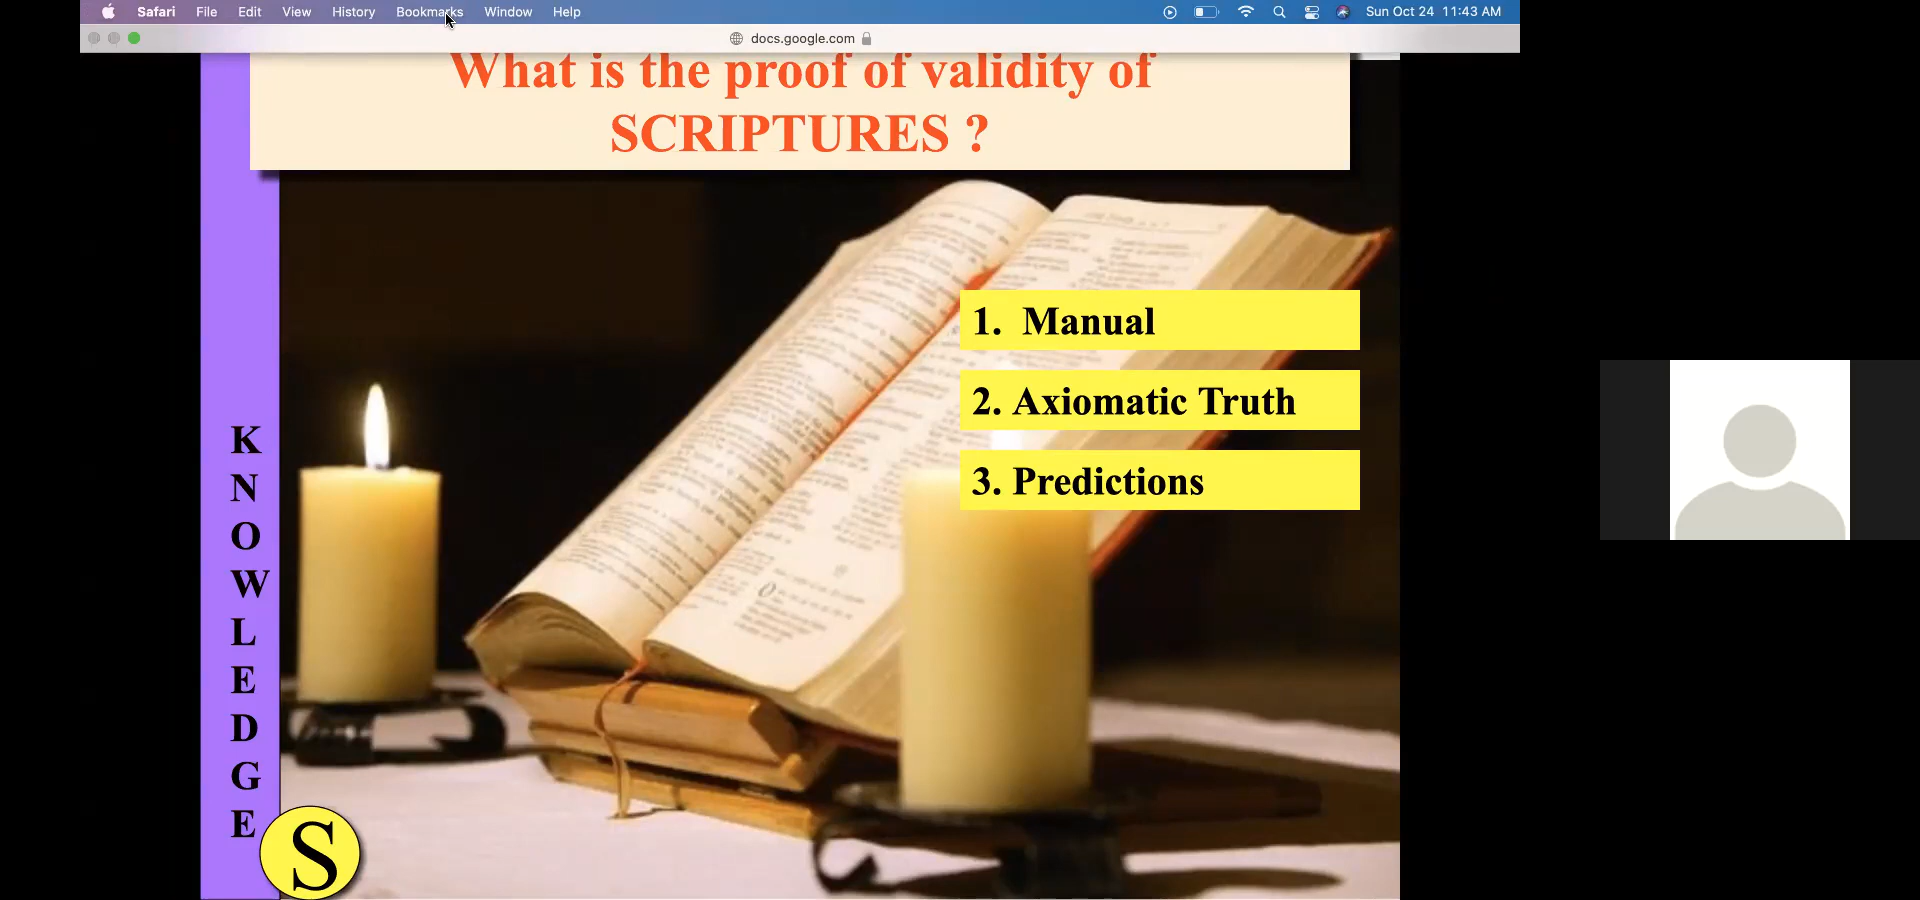 Safari File Edit View History Bookmarks Window Help Sun Oct 24 11:43 AM
docs.google.com
What is the proof of validity of
SCRIPTURES ?
1. Manual
2. Axiomatic Truth
3. Predictions
K
N
O
W
L
E
D
G
E
S